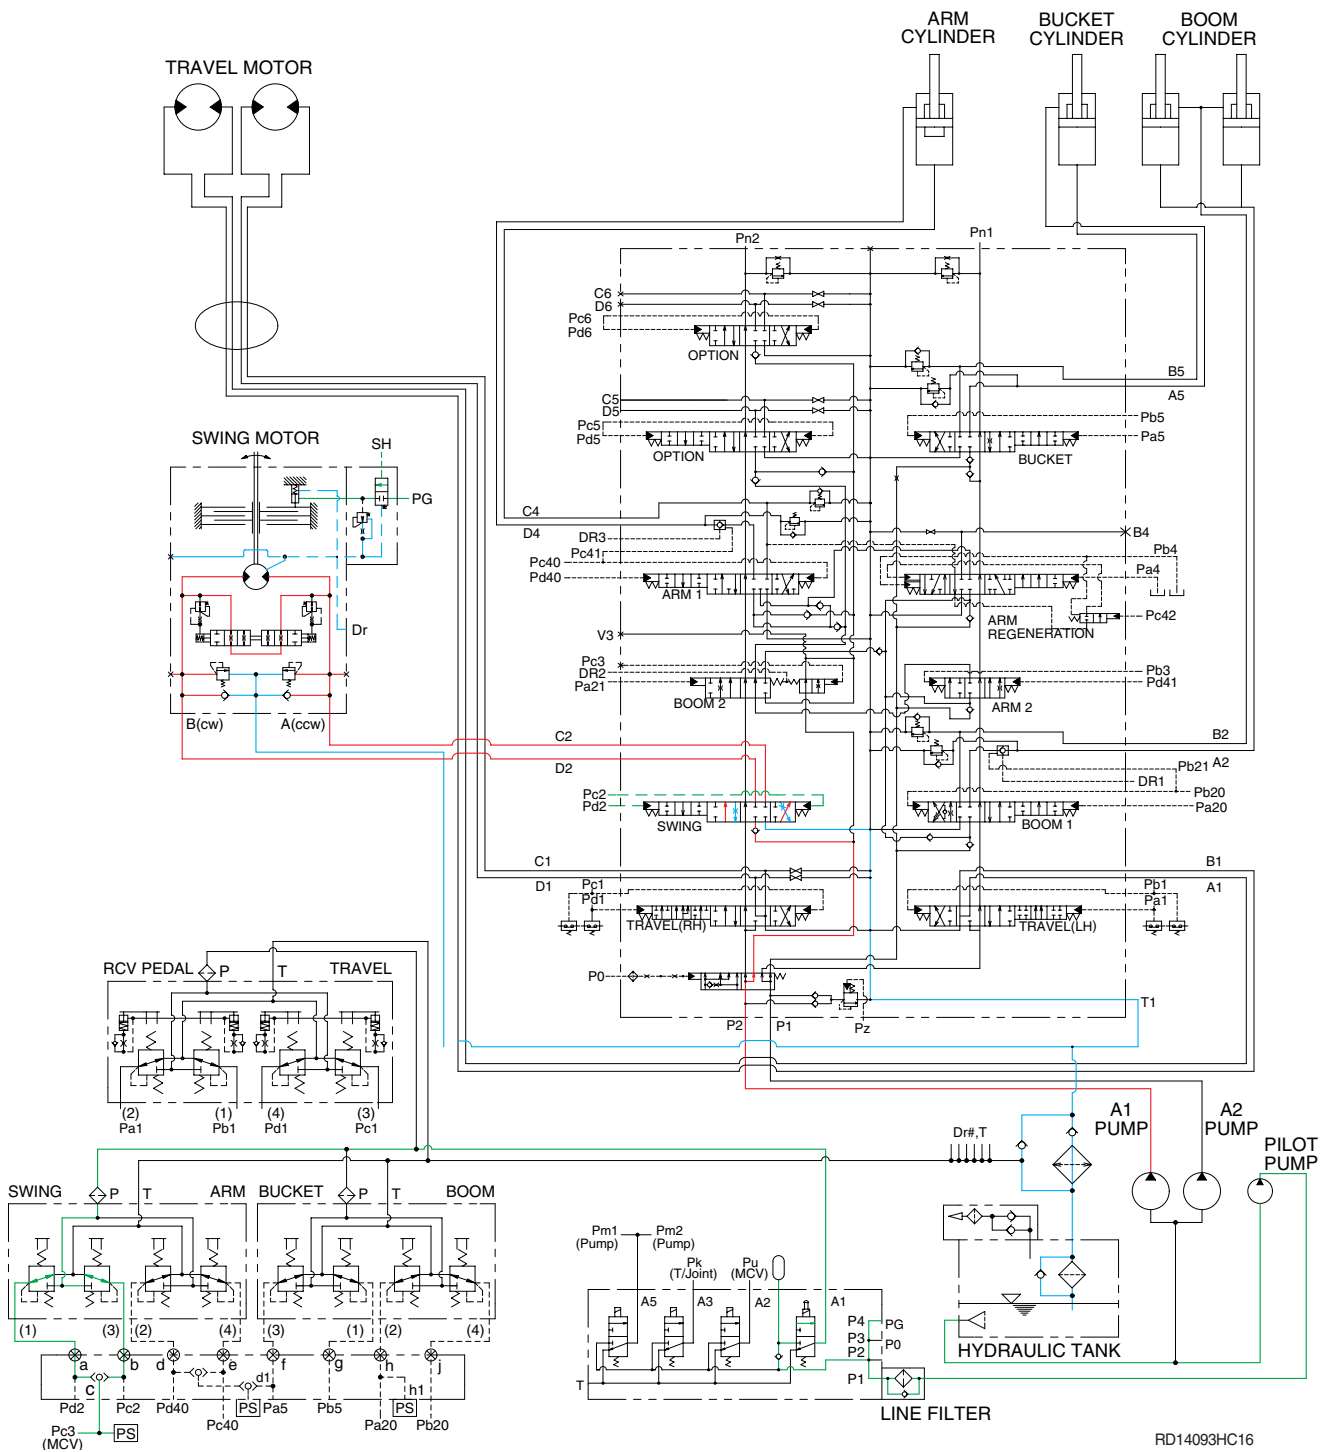 ARM
CYLINDER
BUCKET
CYLINDER
BOOM
CYLINDER
TRAVEL MOTOR
Pn2
Pn1
C6
D6
Pc6
Pd6
OPTION
B5
A5
C5
D5
Pc5
Pd5
OPTION
BUCKET
Pb5
Pa5
SWING MOTOR
SH
PG
Dr
B(cw)
A(ccw)
C4
D4
DR3
Pc41
Pc40
Pd40
ARM 1
B4
Pb4
Pa4
Pc42
ARM
REGENERATION
V3
Pc3
DR2
Pa21
BOOM 2
Pb3
Pd41
ARM 2
C2
D2
B2
A2
Pb21
DR1
Pb20
Pa20
Pc2
Pd2
SWING
BOOM 1
C1
D1
B1
A1
Pc1
Pd1
Pb1
Pa1
TRAVEL(RH)
TRAVEL(LH)
P0
P2
P1
Pz
T1
RCV PEDAL
P
T
TRAVEL
(2)
(1)
(4)
(3)
Pa1
Pb1
Pd1
Pc1
A1
PUMP
A2
PUMP
PILOT
PUMP
Dr#,T
SWING
P
T
ARM
BUCKET
P
T
BOOM
(1)
(3)
(2)
(4)
(3)
(1)
(2)
(4)
a
b
d
e
f
g
h
j
c
d1
h1
Pd2
Pc2
Pd40
Pc40
PS
Pa5
Pb5
Pa20
PS
Pb20
Pc3
(MCV)
PS
Pm1
(Pump)
Pm2
(Pump)
Pk
(T/Joint)
Pu
(MCV)
A5
A3
A2
A1
P4
PG
P3
P0
P2
P1
T
LINE FILTER
HYDRAULIC TANK
RD14093HC16